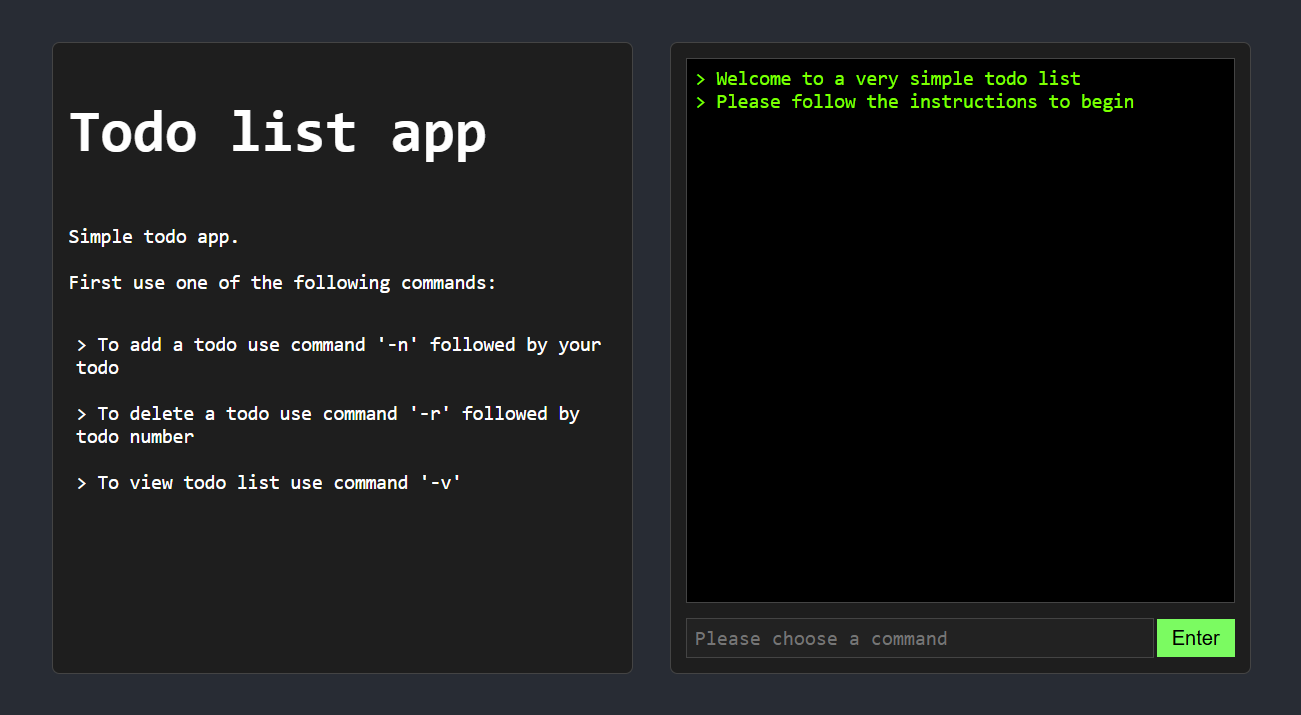 Todo list app
Simple todo app.
First use one of the following commands:
> To add a todo use command '-n' followed by your
todo
> To delete a todo use command '-r' followed by
todo number
> To view todo list use command '-v'
> Welcome to a very simple todo list
> Please follow the instructions to begin
Please choose a command
Enter